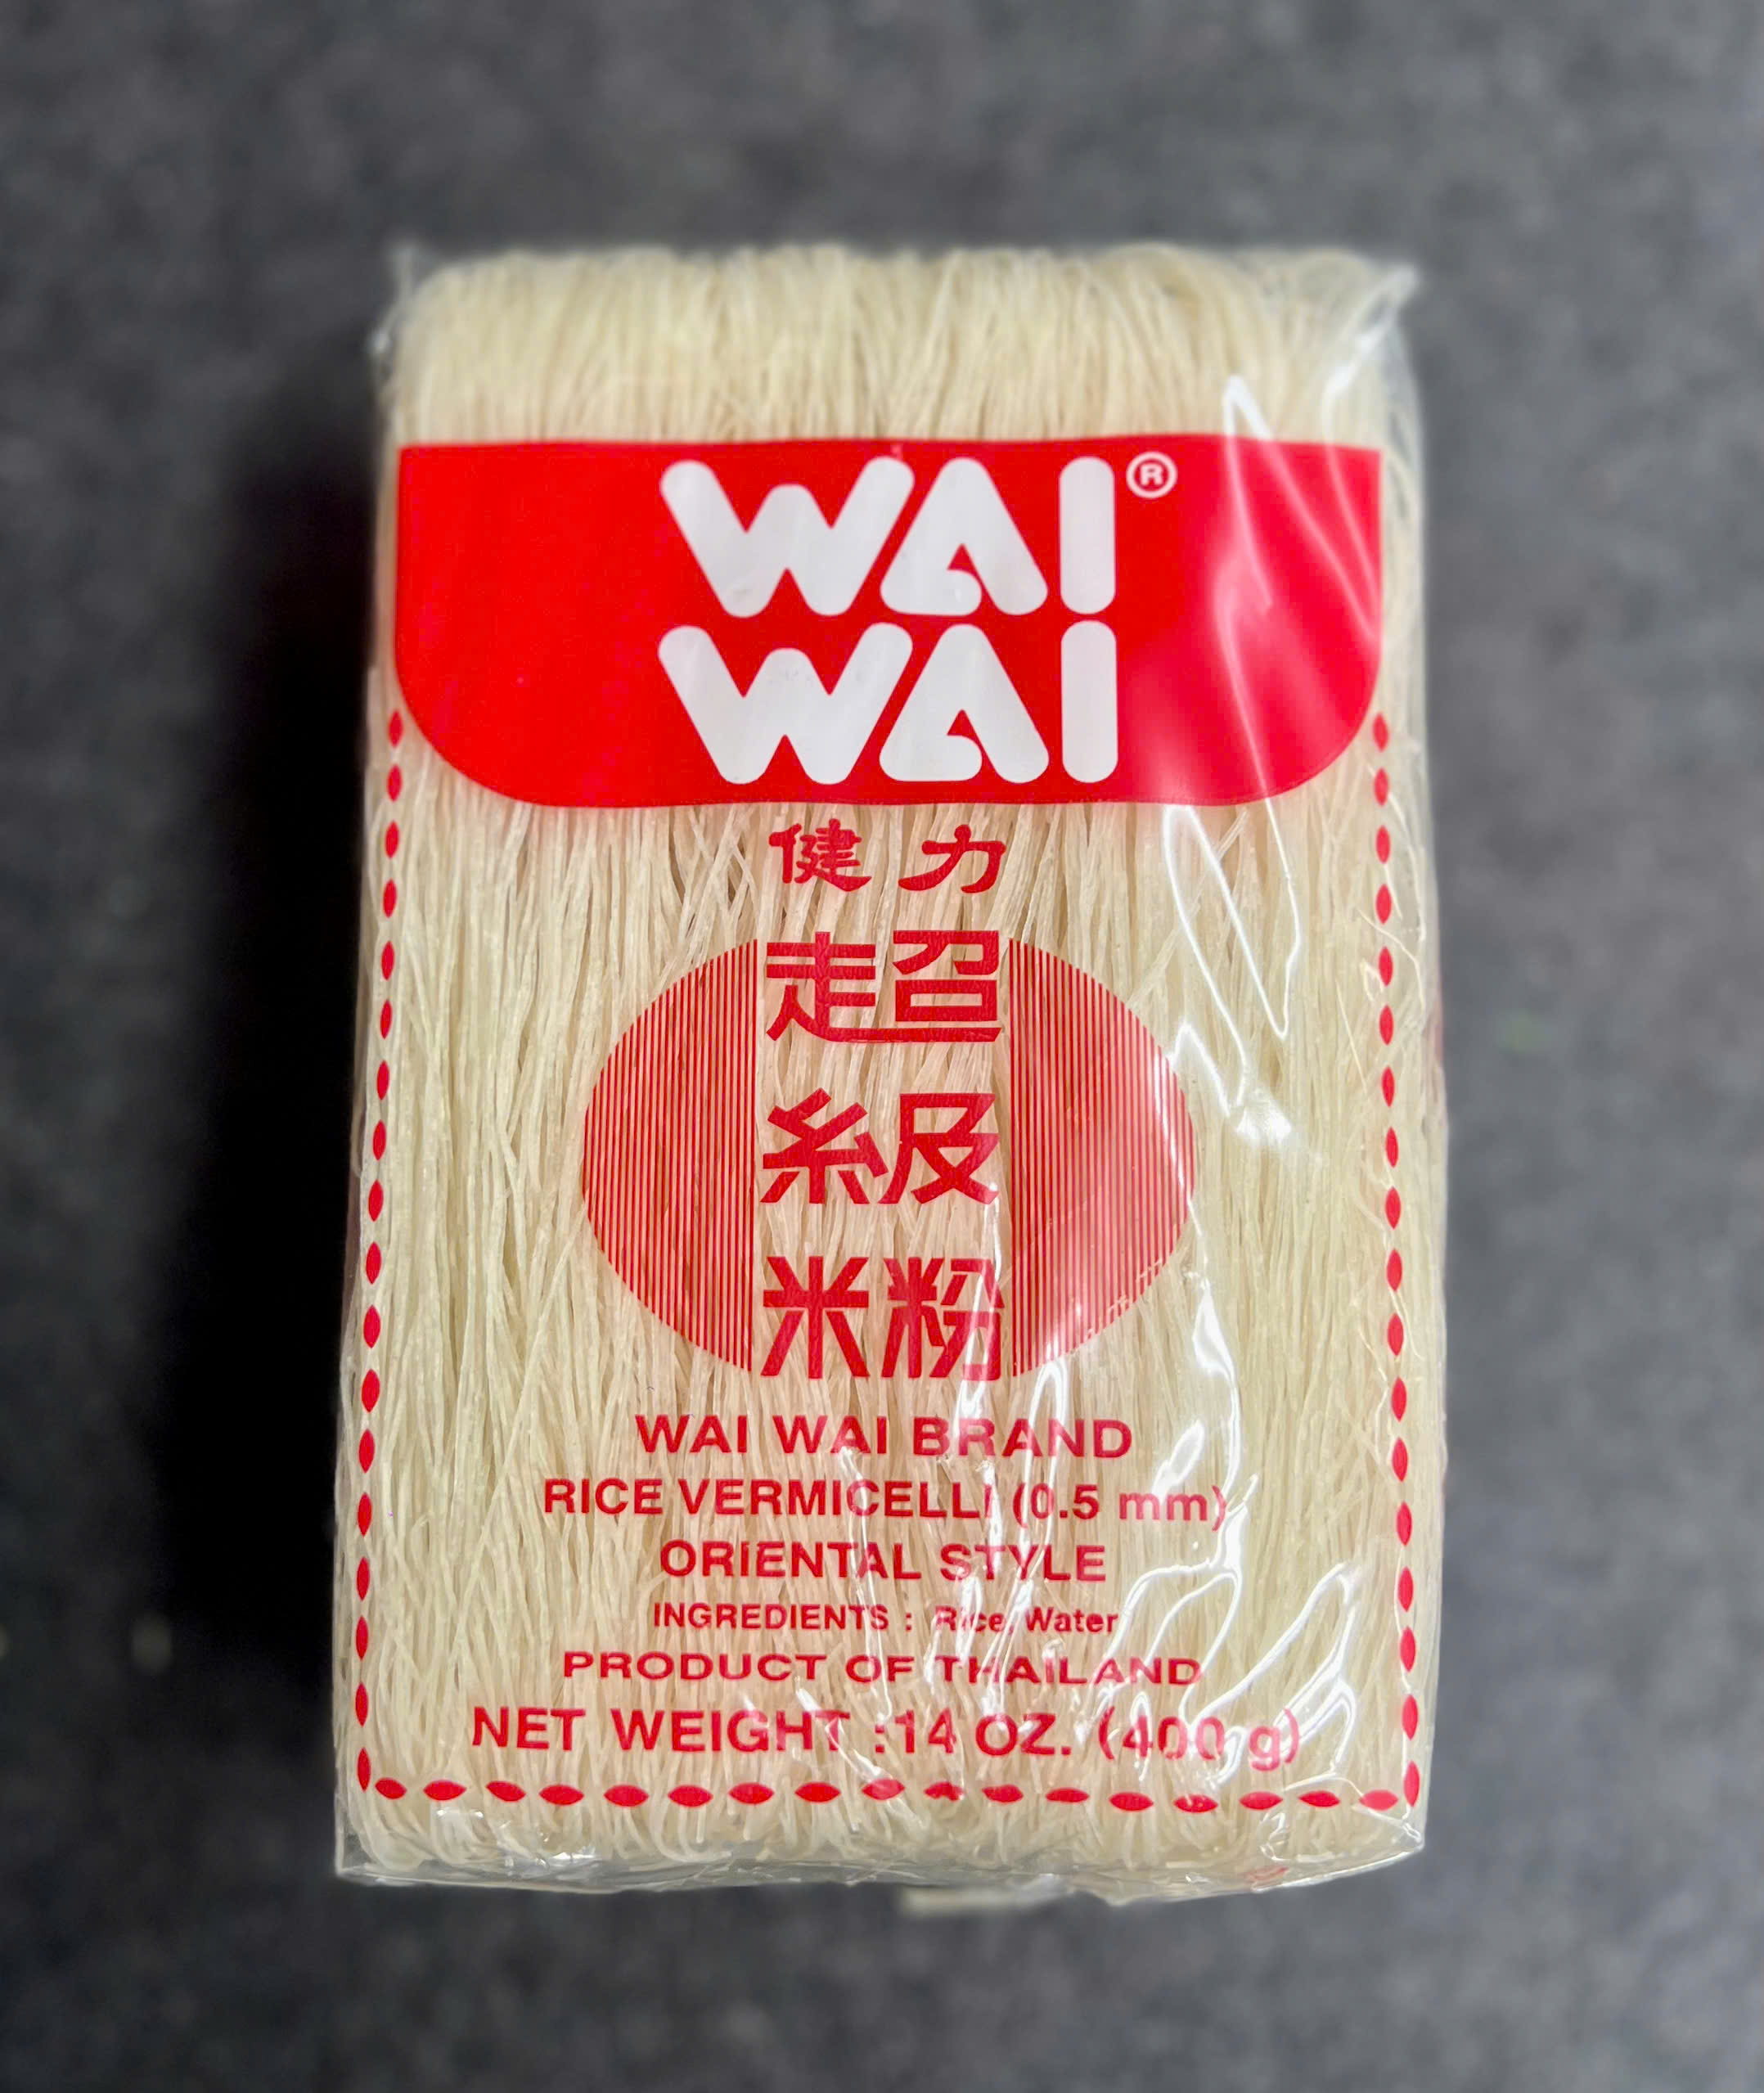 WAI®
WAI
健力
超
級
米粉
WAI WAI BRAND
RICE VERMICELLI (0.5 mm)
ORIENTAL STYLE
INGREDIENTS : Rice, Water
PRODUCT OF THAILAND
NET WEIGHT :14 OZ. (400 g)